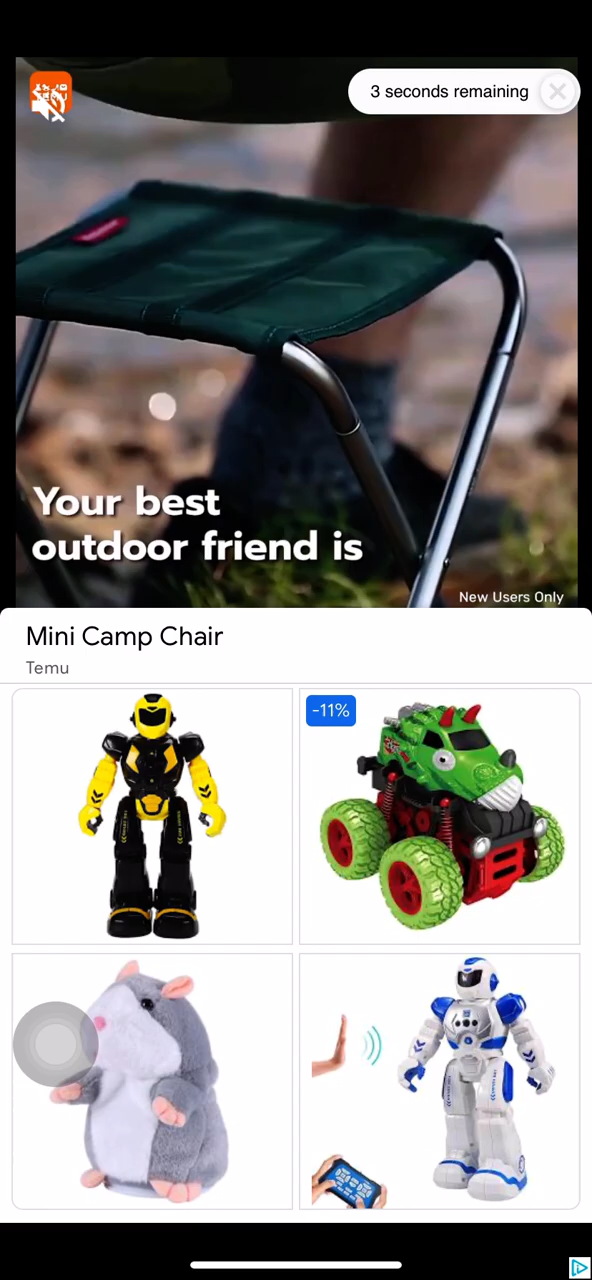 3 seconds remaining
Your best
outdoor friend is
New Users Only
Mini Camp Chair
Temu
-11%